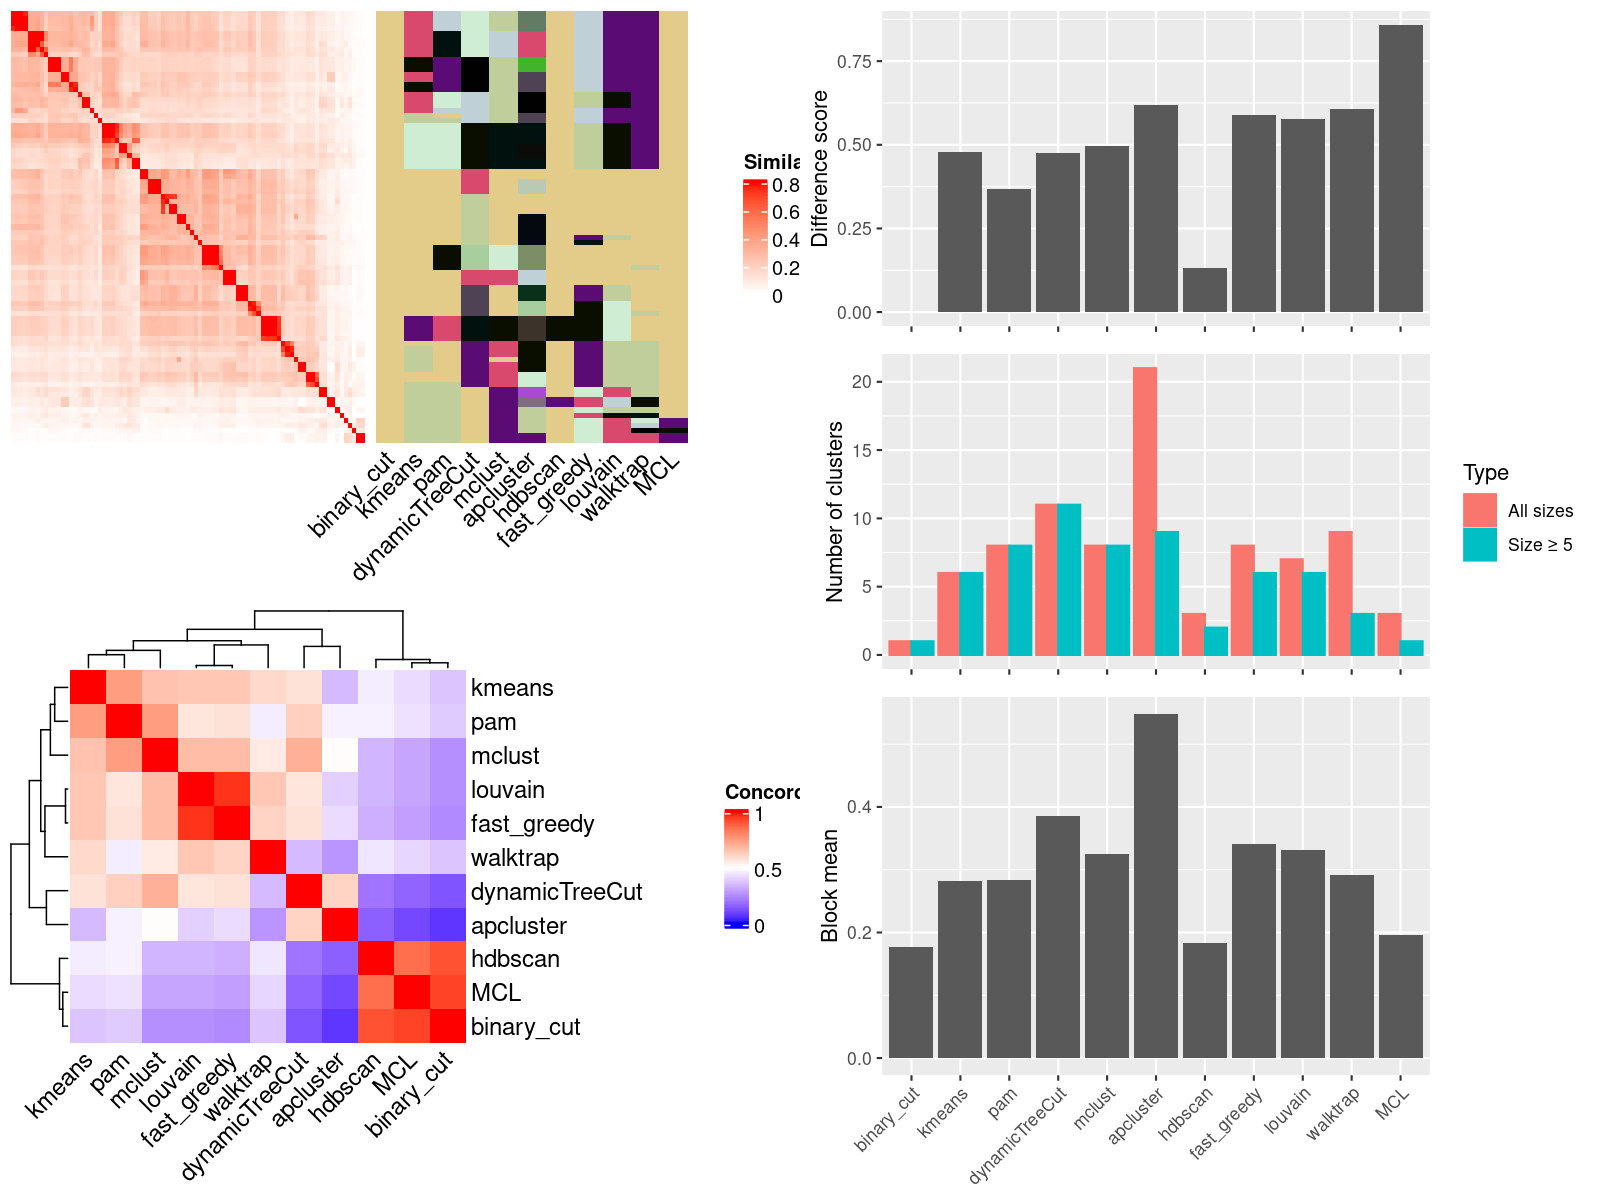 Simila
0.8
0.6
0.4
0.2
0
binary_cut
kmeans
pam
dynamicTreeCut
mclust
apcluster
hdbscan
fast_greedy
louvain
walktrap
MCL
Difference score
0.75
0.50
0.25
0.00
Number of clusters
20
15
10
5
0
Type
All sizes
Size ≥ 5
kmeans
pam
mclust
louvain
fast_greedy
walktrap
dynamicTreeCut
apcluster
hdbscan
MCL
binary_cut
kmeans
pam
mclust
louvain
fast_greedy
walktrap
dynamicTreeCut
apcluster
hdbscan
MCL
binary_cut
Concord
1
0.5
0
Block mean
0.4
0.2
0.0
binary_cut
kmeans
pam
dynamicTreeCut
mclust
apcluster
hdbscan
fast_greedy
louvain
walktrap
MCL